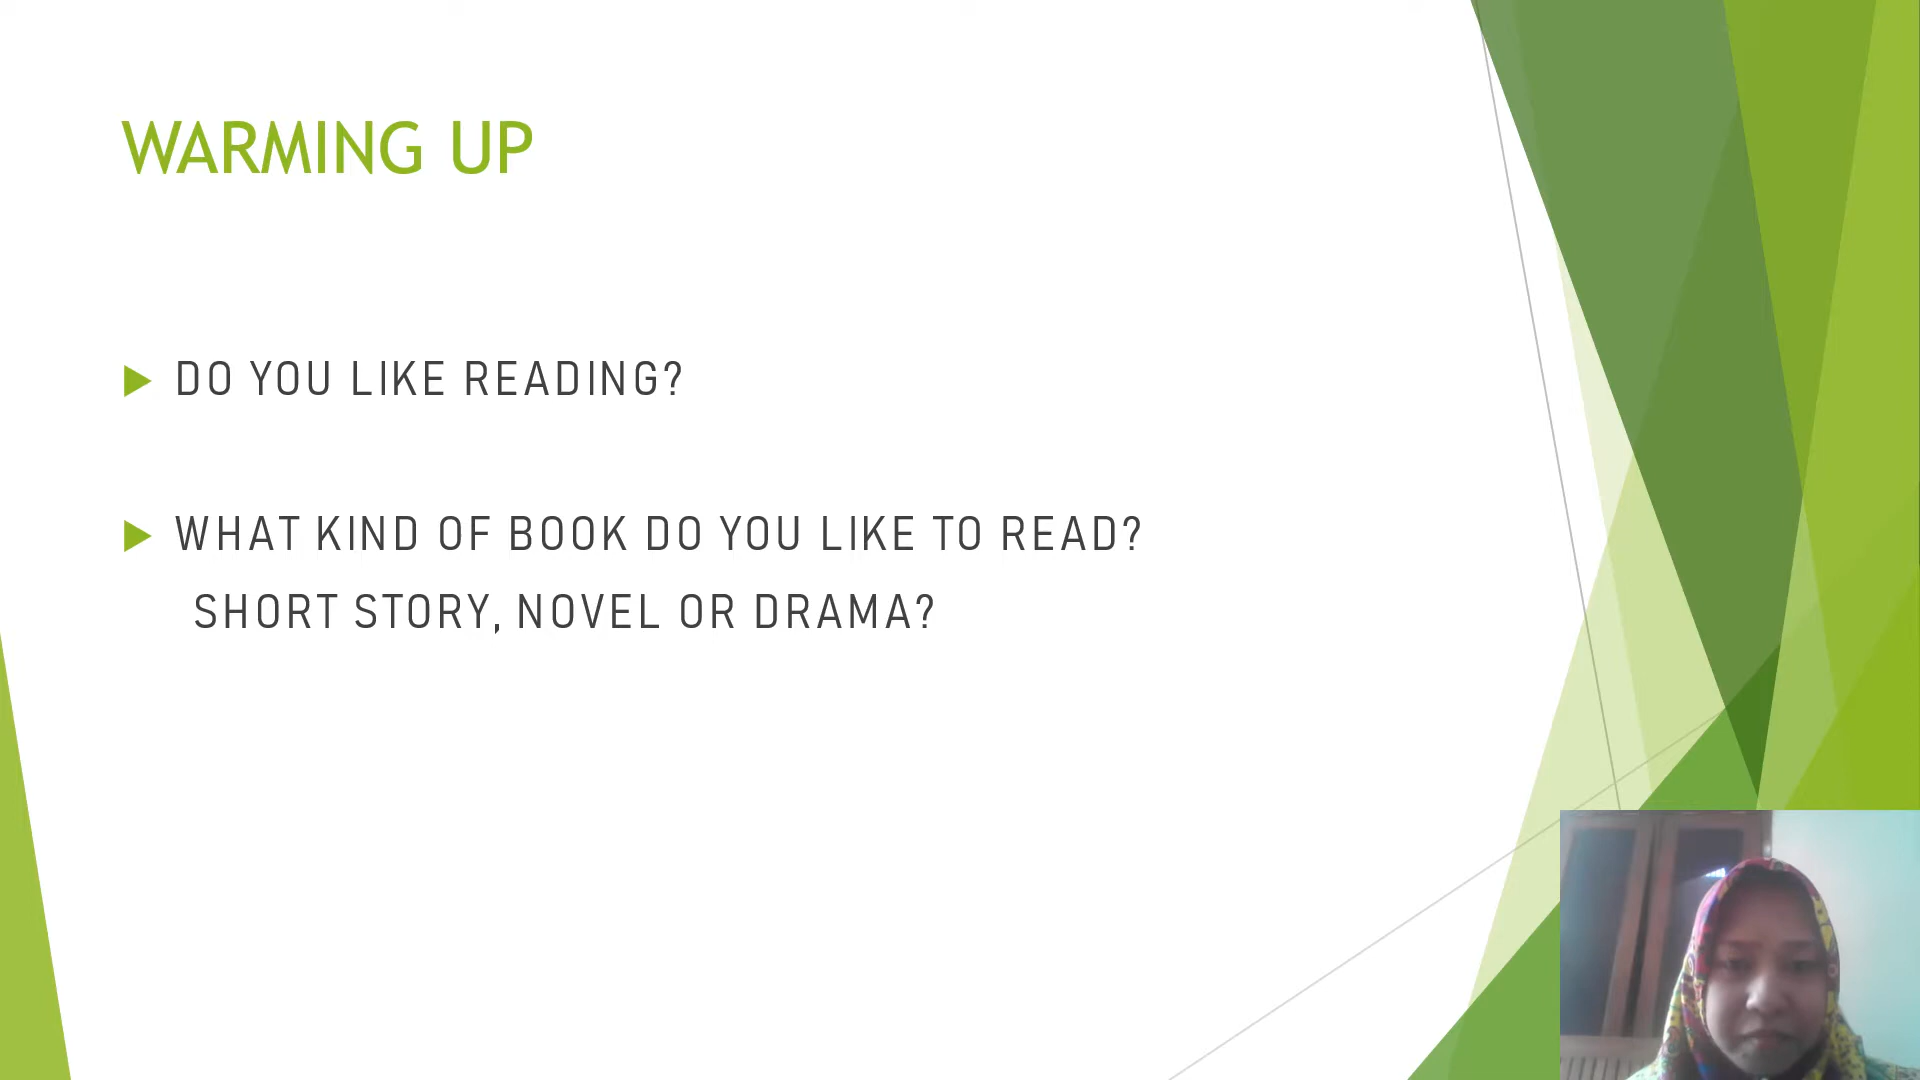 WARMING UP
DO YOU LIKE READING?
WHAT KIND OF BOOK DO YOU LIKE TO READ?
SHORT STORY, NOVEL OR DRAMA?